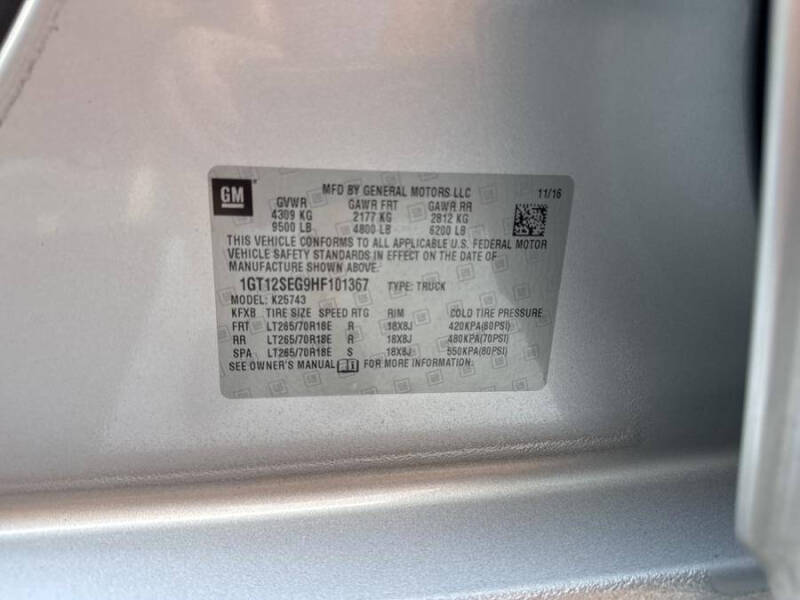 GM
MFD BY GENERAL MOTORS LLC 11/16
GVWR GAWR FRT GAWR RR
4309 KG 2177 KG 2812 KG
9500 LB 4800 LB 6200 LB
THIS VEHICLE CONFORMS TO ALL APPLICABLE U.S. FEDERAL MOTOR
VEHICLE SAFETY STANDARDS IN EFFECT ON THE DATE OF
MANUFACTURE SHOWN ABOVE.
1GT12SEG9HF101367 TYPE: TRUCK
MODEL: K25743
KFXB TIRE SIZE SPEED RTG RIM COLD TIRE PRESSURE
FRT LT265/70R18E R 18X8J 420KPA(60PSI)
RR LT265/70R18E R 18X8J 480KPA(70PSI)
SPA LT265/70R18E S 18X8J 550KPA(80PSI)
SEE OWNER'S MANUAL FOR MORE INFORMATION.